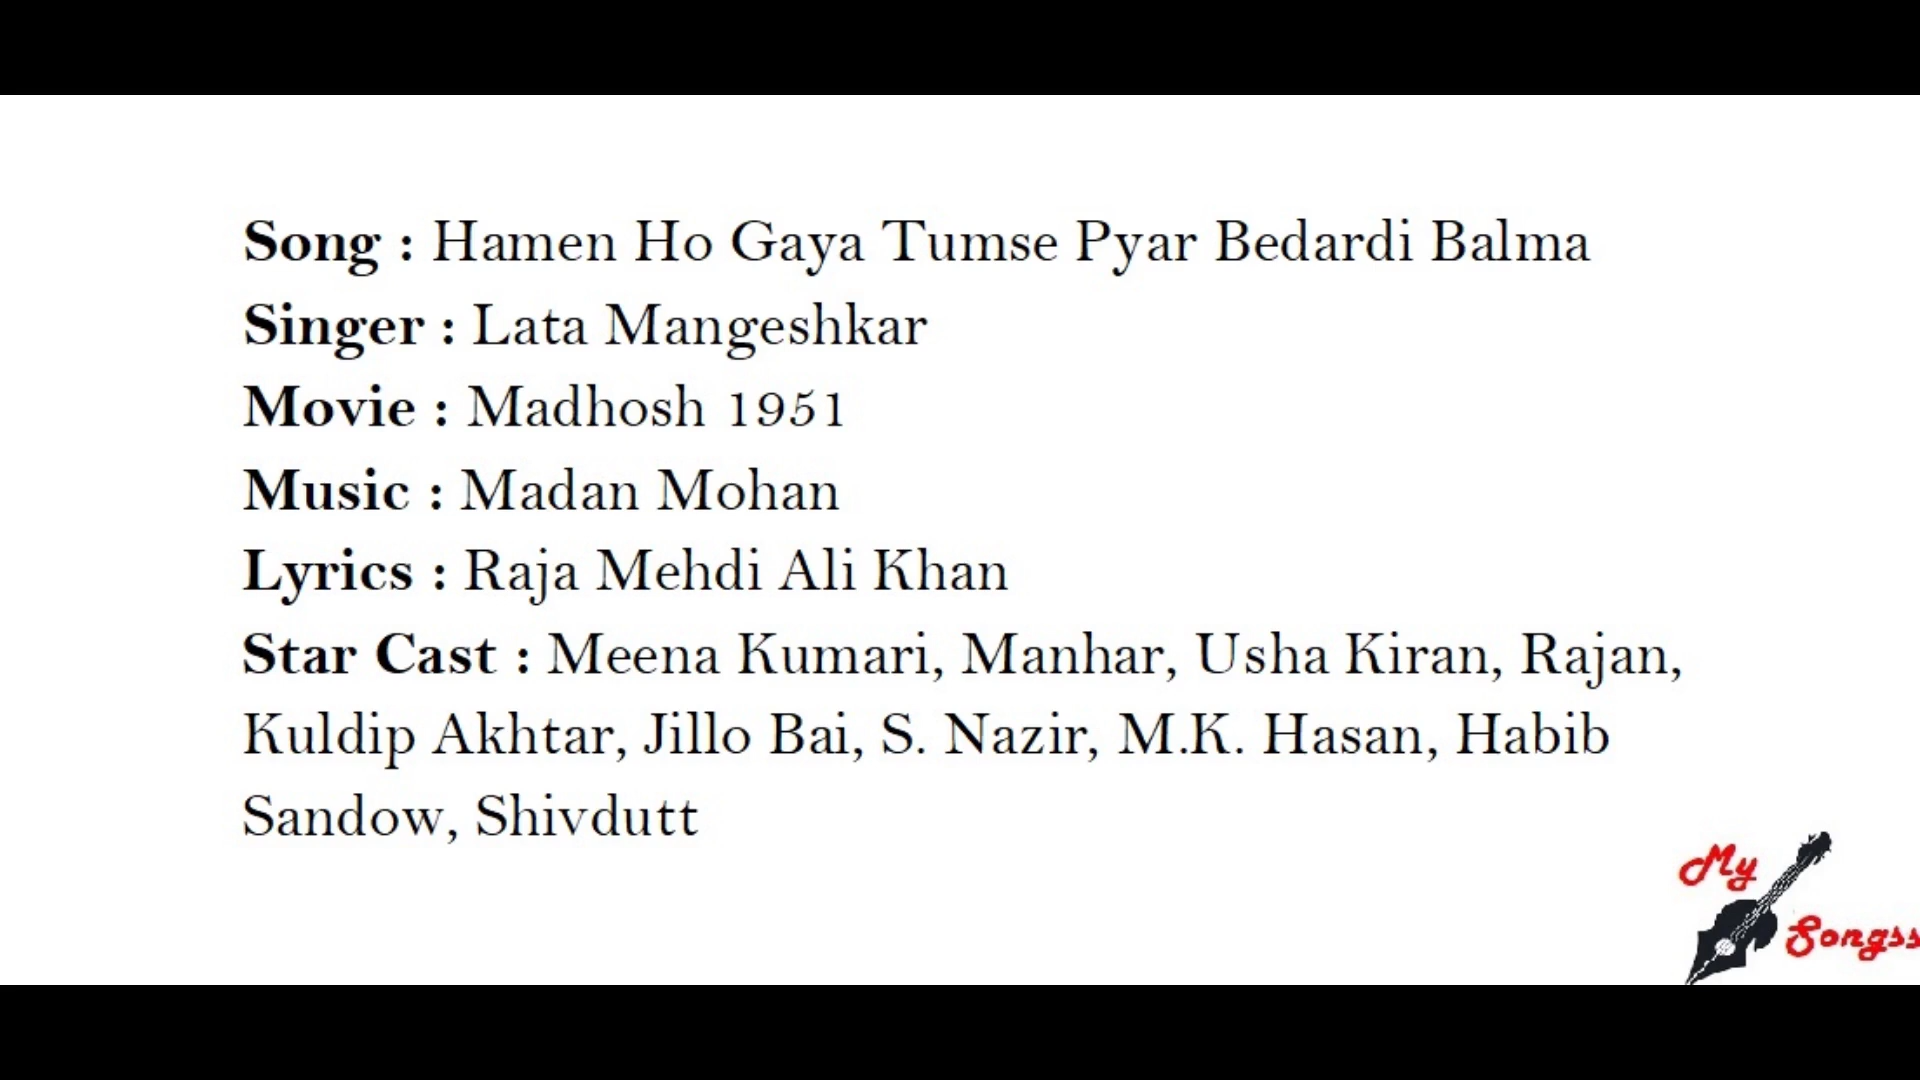 Song : Hamen Ho Gaya Tumse Pyar Bedardi Balma
Singer : Lata Mangeshkar
Movie : Madhosh 1951
Music : Madan Mohan
Lyrics : Raja Mehdi Ali Khan
Star Cast : Meena Kumari, Manhar, Usha Kiran, Rajan,
Kuldip Akhtar, Jillo Bai, S. Nazir, M.K. Hasan, Habib
Sandow, Shivdutt
My
Songss